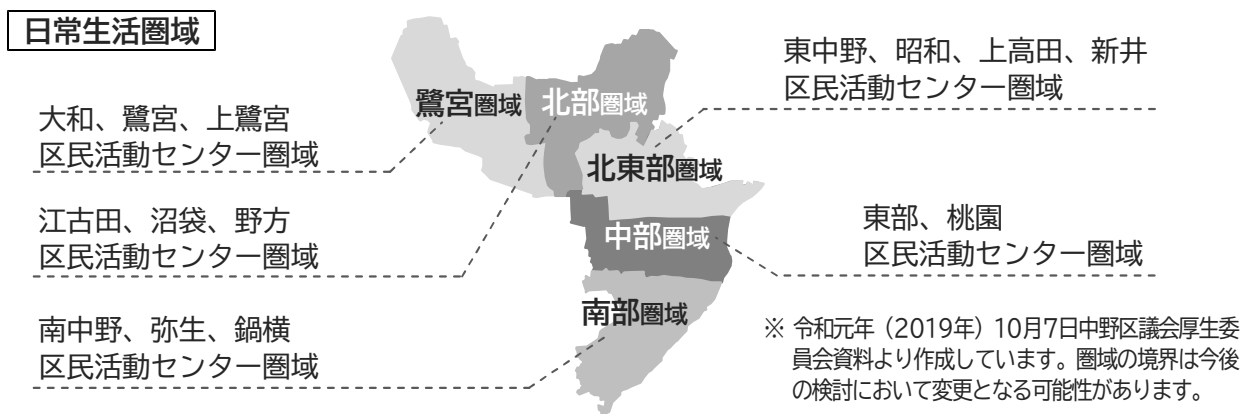 日常生活圏域
大和、鷺宮、上鷺宮
区民活動センター圏域
江古田、沼袋、野方
区民活動センター圏域
南中野、弥生、鍋横
区民活動センター圏域
鷺宮圏域
北部圏域
北東部圏域
中部圏域
南部圏域
東中野、昭和、上高田、新井
区民活動センター圏域
東部、桃園
区民活動センター圏域
※ 令和元年（2019年）10月7日中野区議会厚生委
員会資料より作成しています。圏域の境界は今後
の検討において変更となる可能性があります。